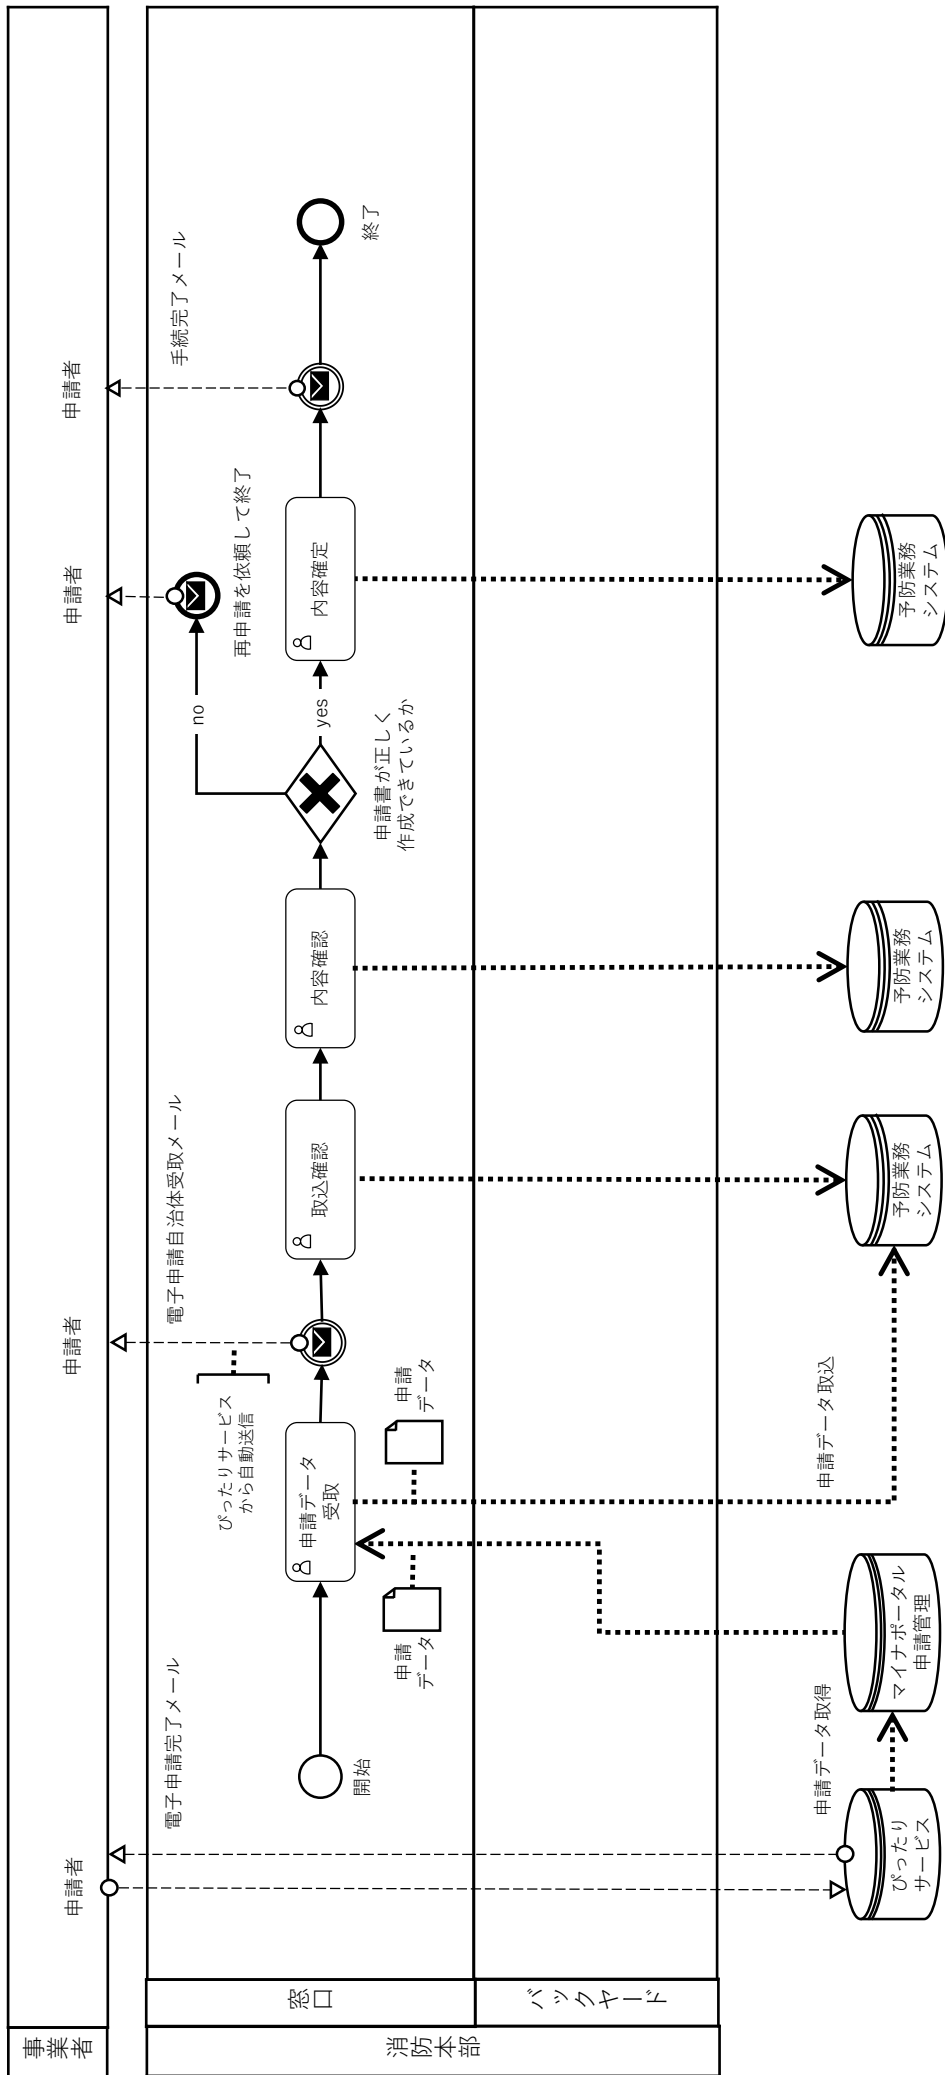 事業者
申請者
申請者
申請者
申請者
消防本部
窓口
バックヤード
電子申請完了メール
開始
申請データ
受取
申請
データ
申請
データ
ぴったりサービス
から自動送信
電子申請自治体受取メール
取込確認
内容確認
申請書が正しく
作成できているか
no
yes
再申請を依頼して終了
内容確定
手続完了メール
終了
ぴったり
サービス
申請データ取得
マイナポータル
申請管理
申請データ取込
予防業務
システム
予防業務
システム
予防業務
システム